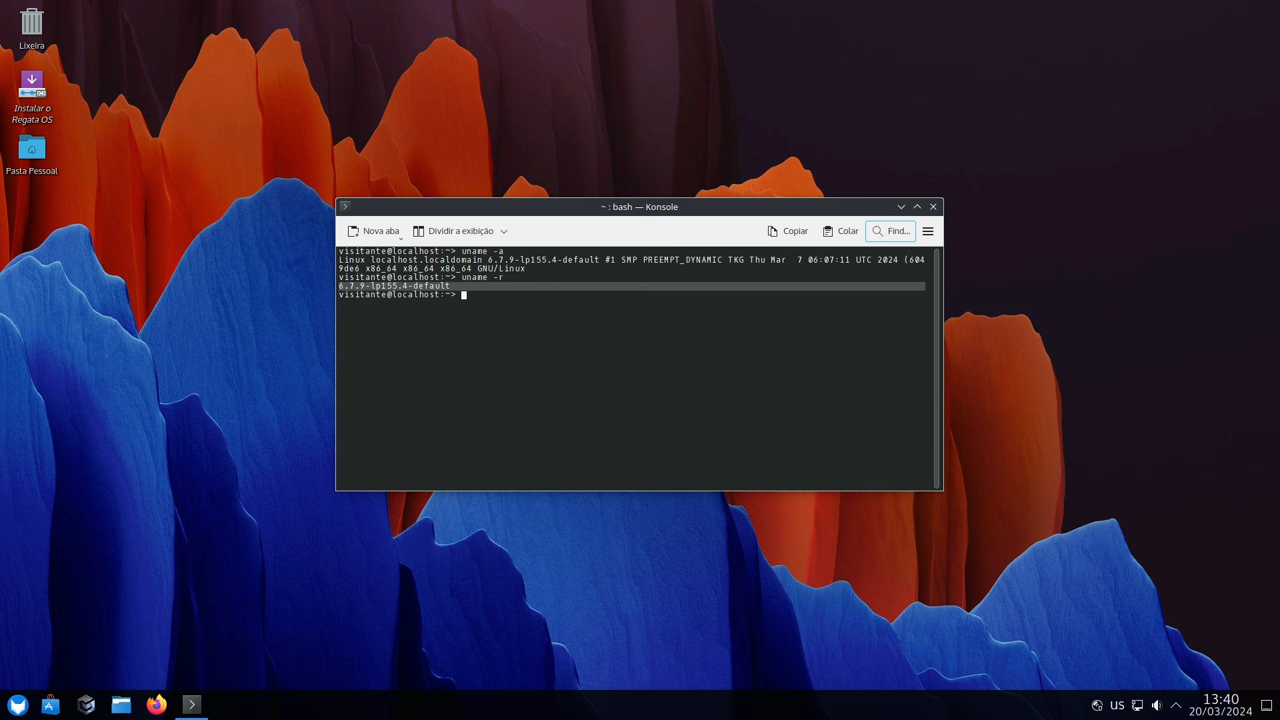 Lixeira
Instalar o
Regata OS
Pasta Pessoal
~ : bash — Konsole
Nova aba
Dividir a exibição
Copiar
Colar
Find...
visitante@localhost:~> uname -a
Linux localhost.localdomain 6.7.9-lp155.4-default #1 SMP PREEMPT_DYNAMIC TKG Thu Mar  7 06:07:11 UTC 2024 (604
9de6 x86_64 x86_64 x86_64 GNU/Linux
visitante@localhost:~> uname -r
6.7.9-lp155.4-default
visitante@localhost:~>
US
13:40
20/03/2024